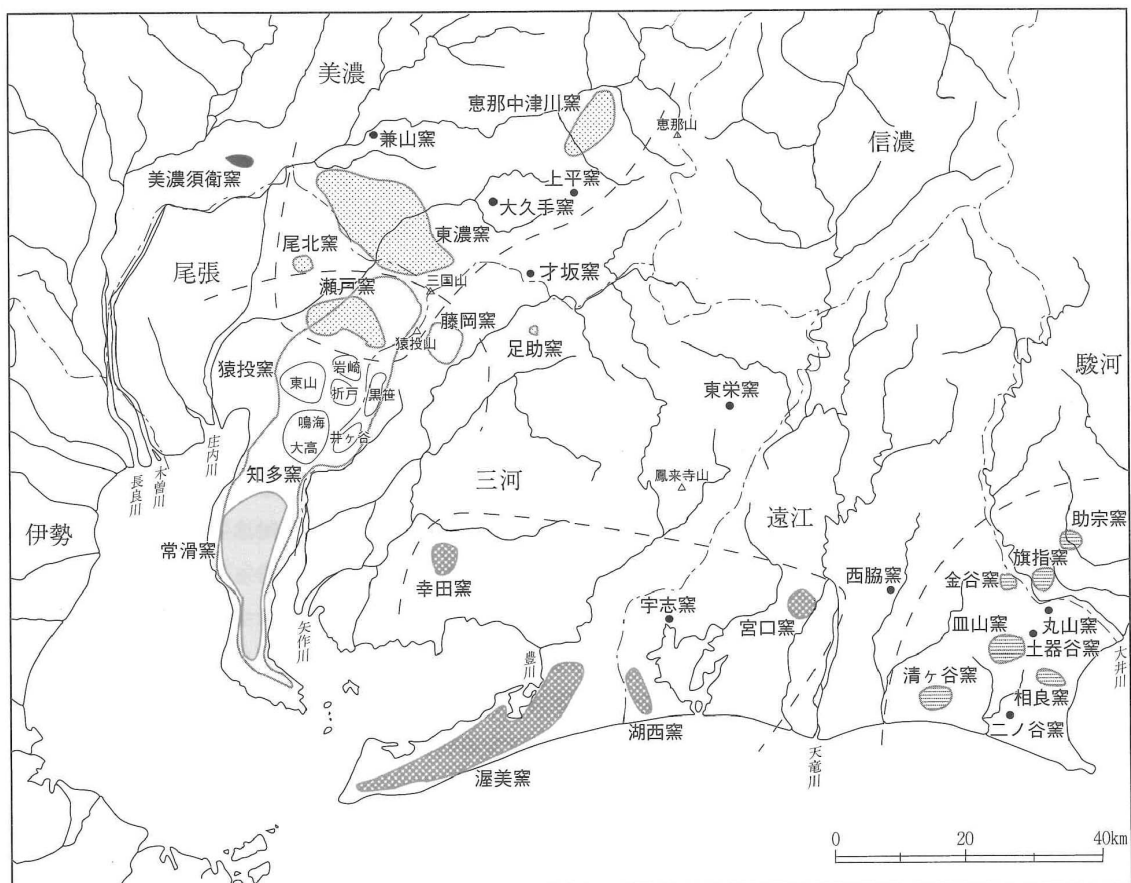 美濃
恵那中津川窯
恵那山
信濃
兼山窯
美濃須衛窯
上平窯
大久手窯
東濃窯
尾北窯
尾張
才坂窯
三国山
瀬戸窯
藤岡窯
猿投山
足助窯
駿河
猿投窯
岩崎
東山
折戸
黒笹
東栄窯
鳴海
大高
井ヶ谷
庄内川
知多窯
木曽川
長良川
三河
鳳来寺山
遠江
伊勢
常滑窯
助宗窯
旗指窯
金谷窯
西脇窯
幸田窯
宇志窯
宮口窯
皿山窯
丸山窯
土器谷窯
矢作川
大井川
豊川
清ヶ谷窯
相良窯
湖西窯
二ノ谷窯
天竜川
渥美窯
0 20 40km